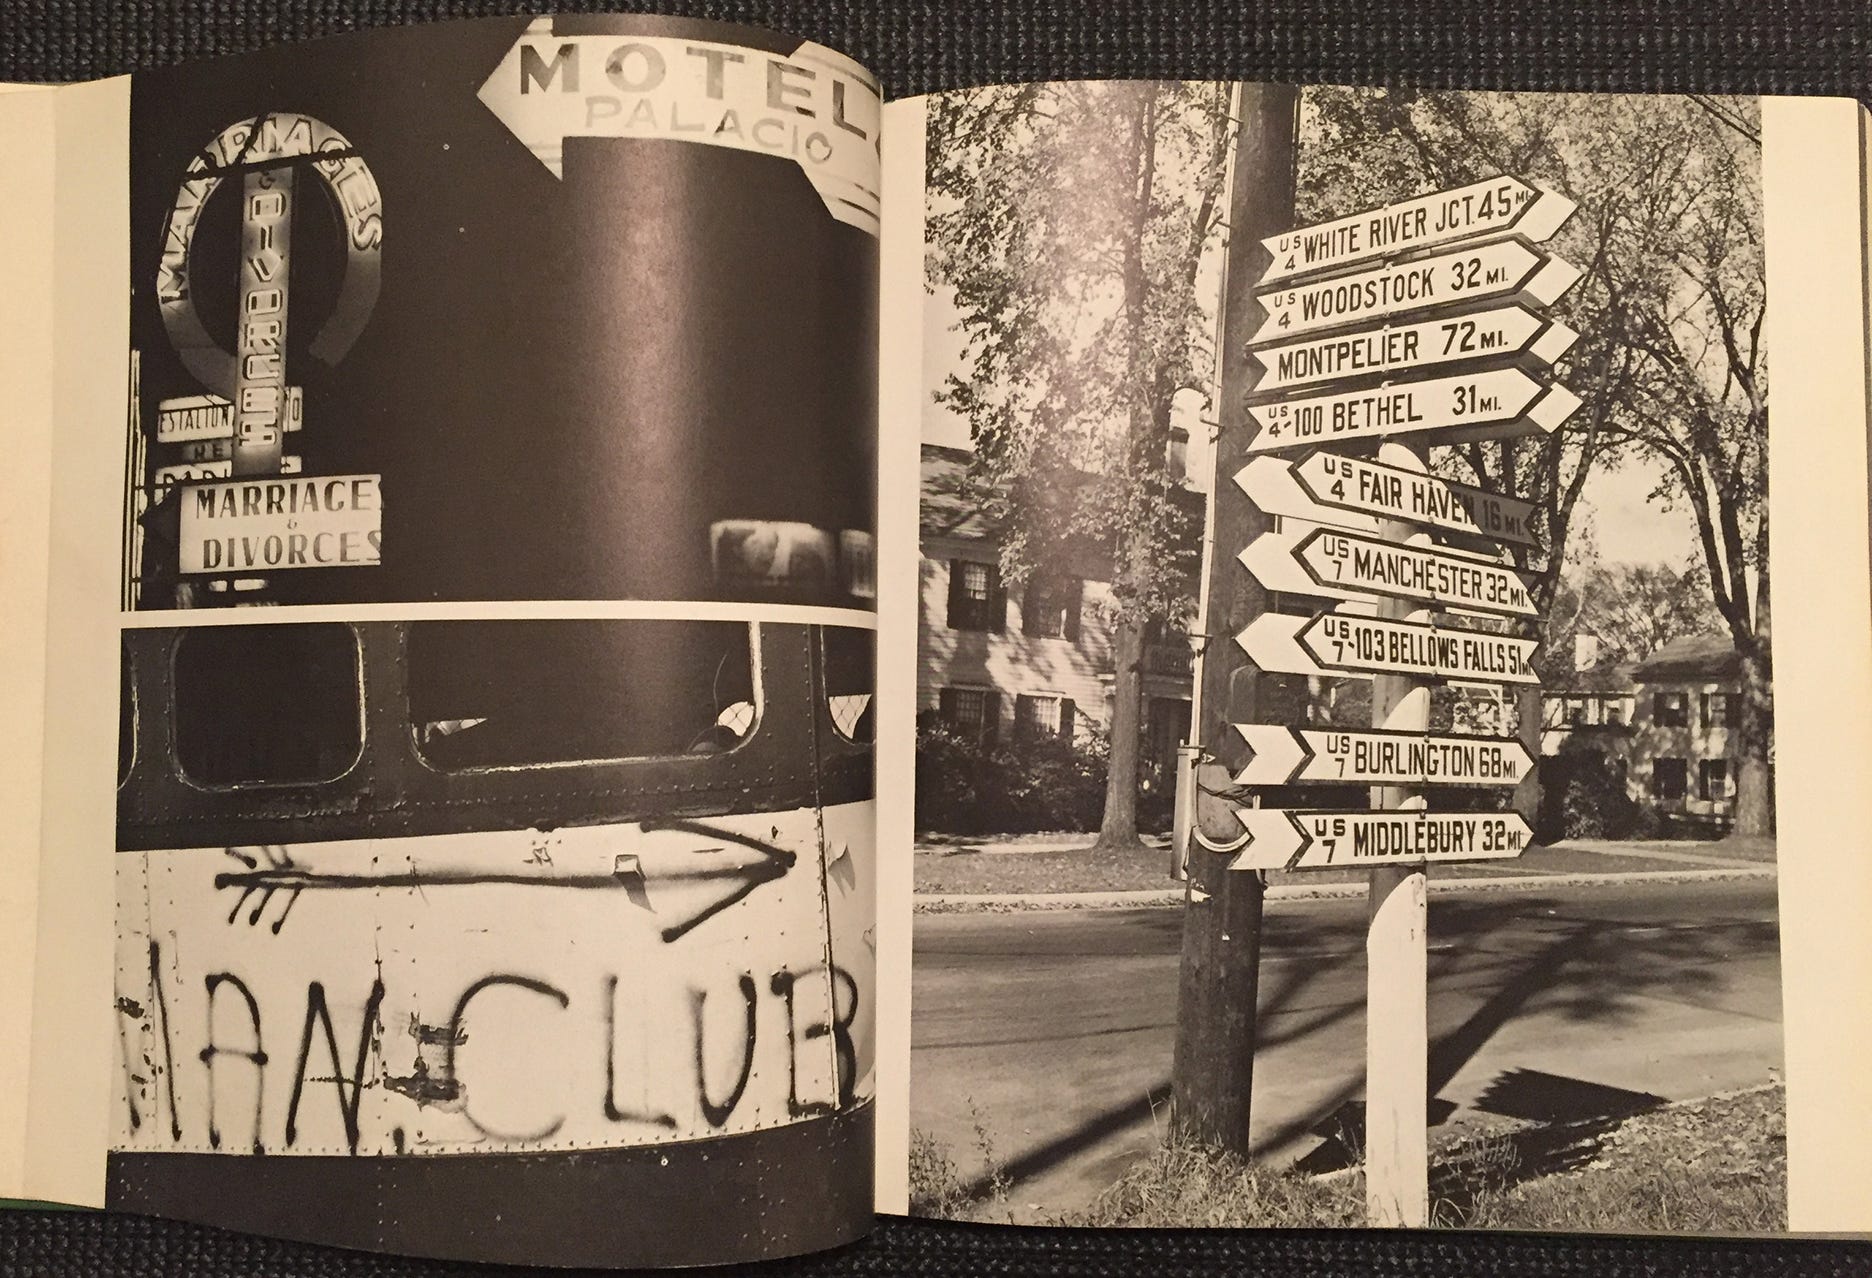 MOTEL
PALACIO
MARRIAGES
&
DIVORCES
MARRIAGE
&
DIVORCES
MAN. CLUB
US 4 WHITE RIVER JCT. 45 MI.
US 4 WOODSTOCK 32 MI.
MONTPELIER 72 MI.
US 4-100 BETHEL 31 MI.
US 4 FAIR HAVEN 16 MI.
US 7 MANCHESTER 32 MI.
US 7-103 BELLOWS FALLS 51 MI.
US 7 BURLINGTON 68 MI.
US 7 MIDDLEBURY 32 MI.